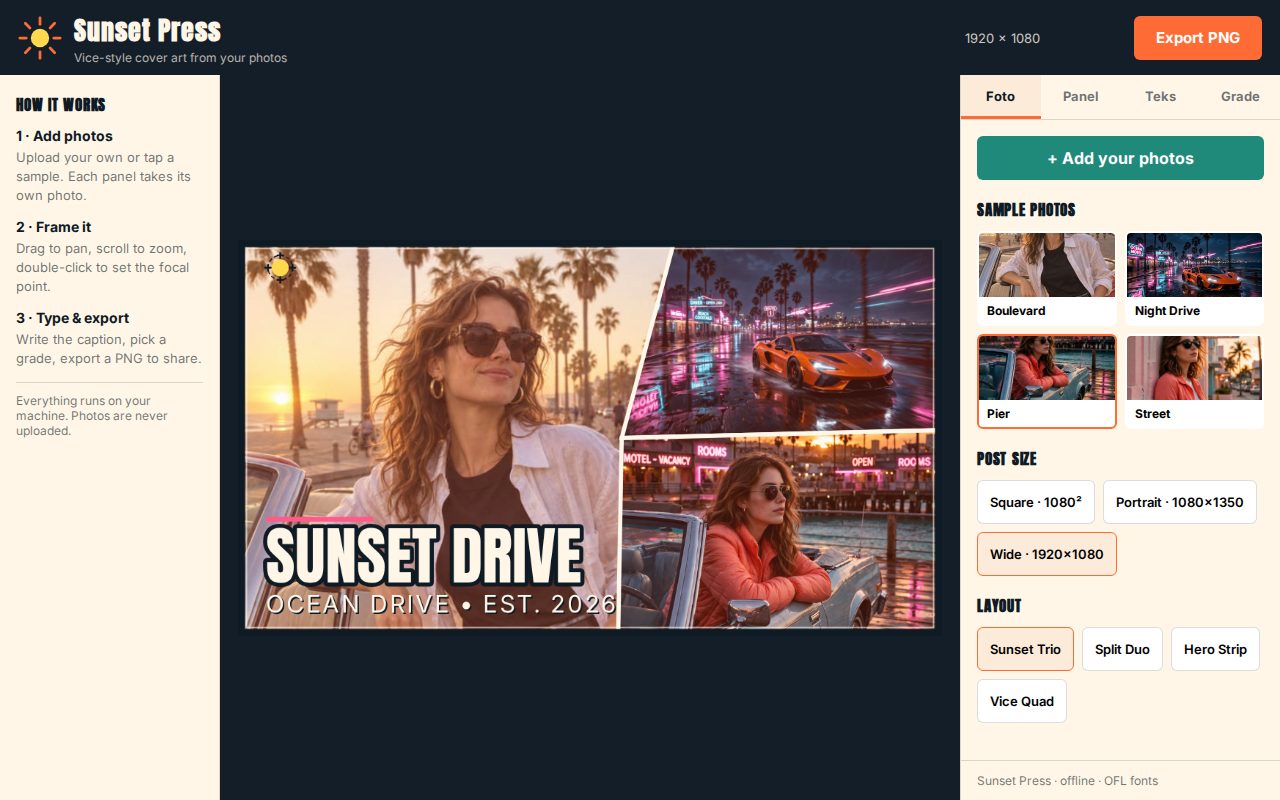 Sunset Press
Vice-style cover art from your photos
1920 × 1080
Export PNG
HOW IT WORKS
1 · Add photos
Upload your own or tap a
sample. Each panel takes its
own photo.
2 · Frame it
Drag to pan, scroll to zoom,
double-click to set the focal
point.
3 · Type & export
Write the caption, pick a
grade, export a PNG to share.
Everything runs on your
machine. Photos are never
uploaded.
MOTEL - VACANCY
ROOMS
OPEN
ROOMS
SUNSET DRIVE
OCEAN DRIVE • EST. 2026
Foto
Panel
Teks
Grade
+ Add your photos
SAMPLE PHOTOS
Boulevard
Night Drive
Pier
Street
POST SIZE
Square · 1080²
Portrait · 1080×1350
Wide · 1920×1080
LAYOUT
Sunset Trio
Split Duo
Hero Strip
Vice Quad
Sunset Press · offline · OFL fonts